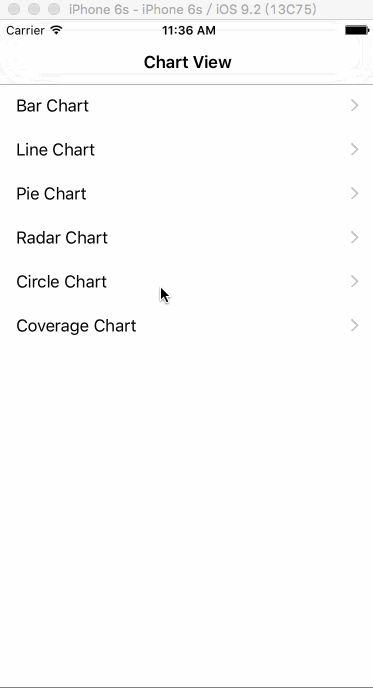 iPhone 6s - iPhone 6s / iOS 9.2 (13C75)
Carrier 11:36 AM
Chart View
Bar Chart
Line Chart
Pie Chart
Radar Chart
Circle Chart
Coverage Chart